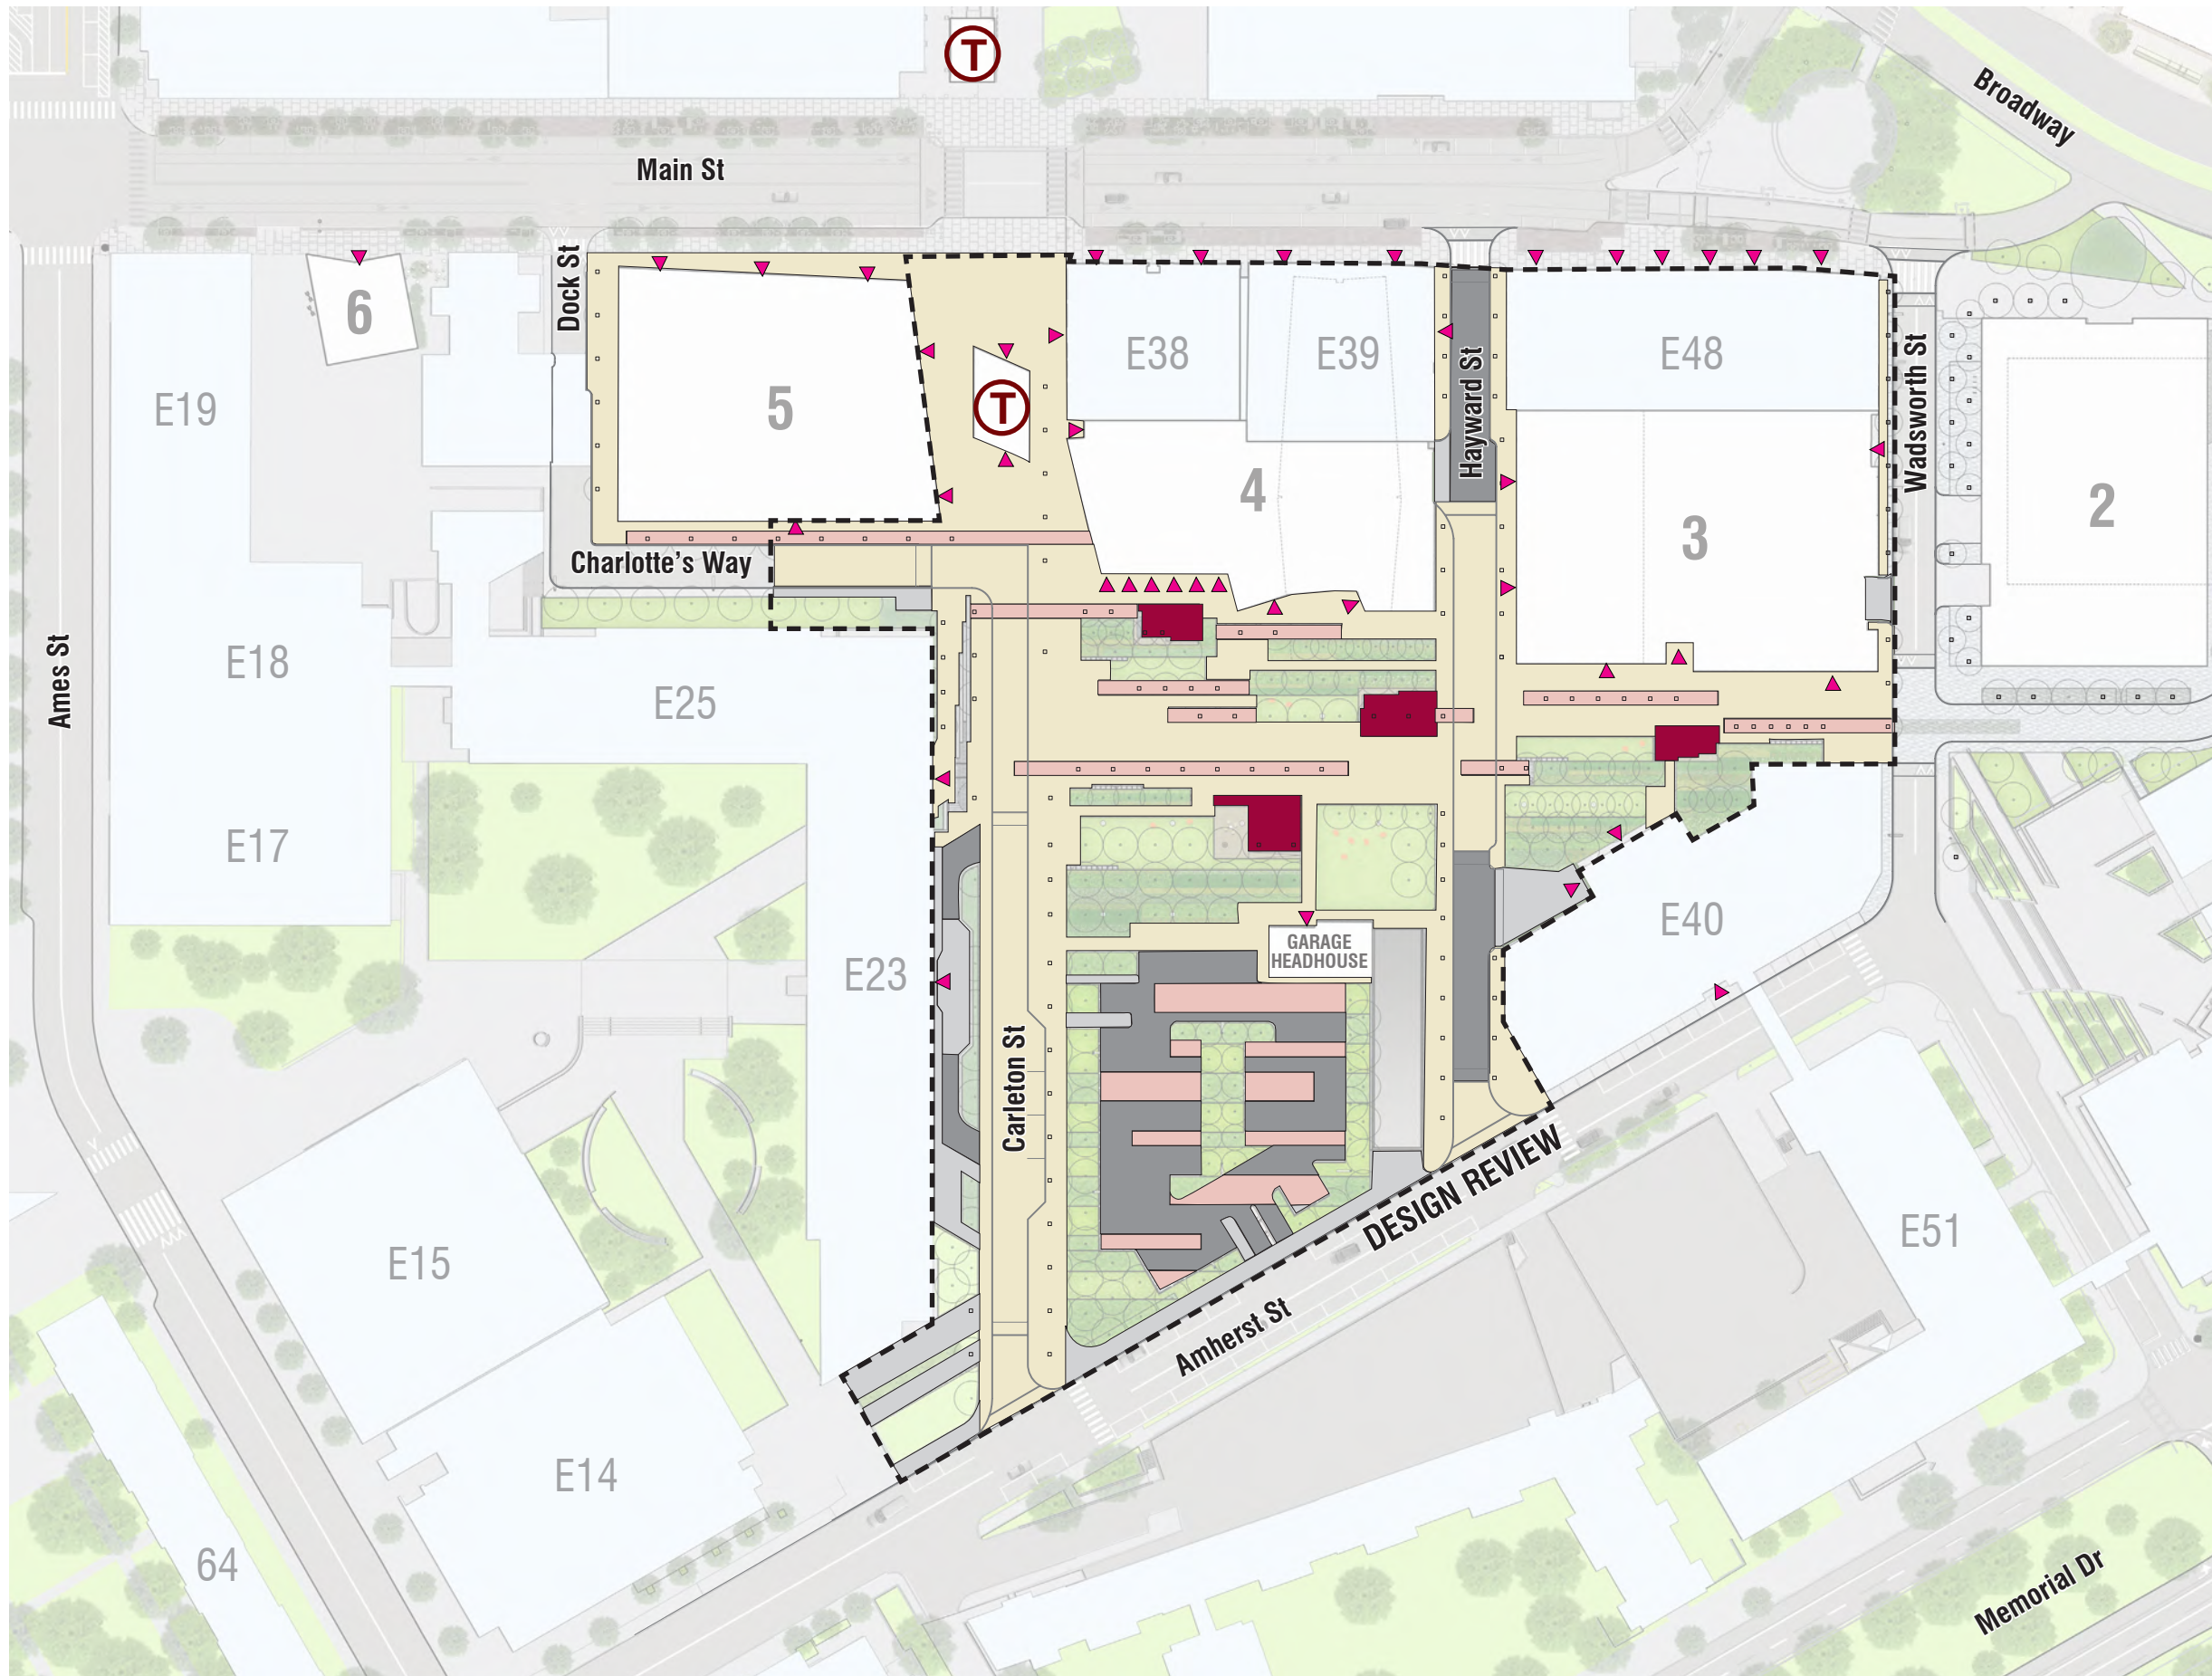 T
Broadway
Main St
Dock St
6
T
E38
E39
Hayward St
E48
Wadsworth St
E19
5
4
3
2
Charlotte's Way
Ames St
E18
E25
E17
E23
GARAGE
HEADHOUSE
E40
Carleton St
DESIGN REVIEW
E15
Amherst St
E51
E14
64
Memorial Dr